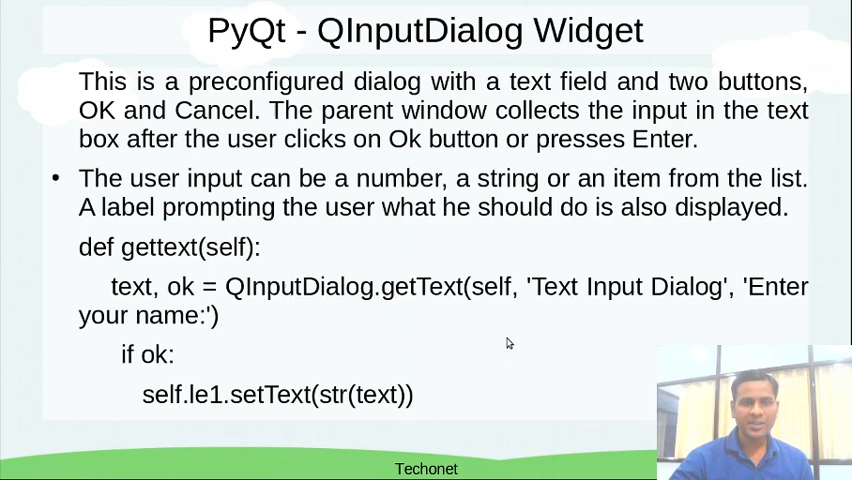 PyQt - QInputDialog Widget
This is a preconfigured dialog with a text field and two buttons,
OK and Cancel. The parent window collects the input in the text
box after the user clicks on Ok button or presses Enter.
• The user input can be a number, a string or an item from the list.
A label prompting the user what he should do is also displayed.
def gettext(self):
text, ok = QInputDialog.getText(self, 'Text Input Dialog', 'Enter
your name:')
if ok:
self.le1.setText(str(text))
Techonet